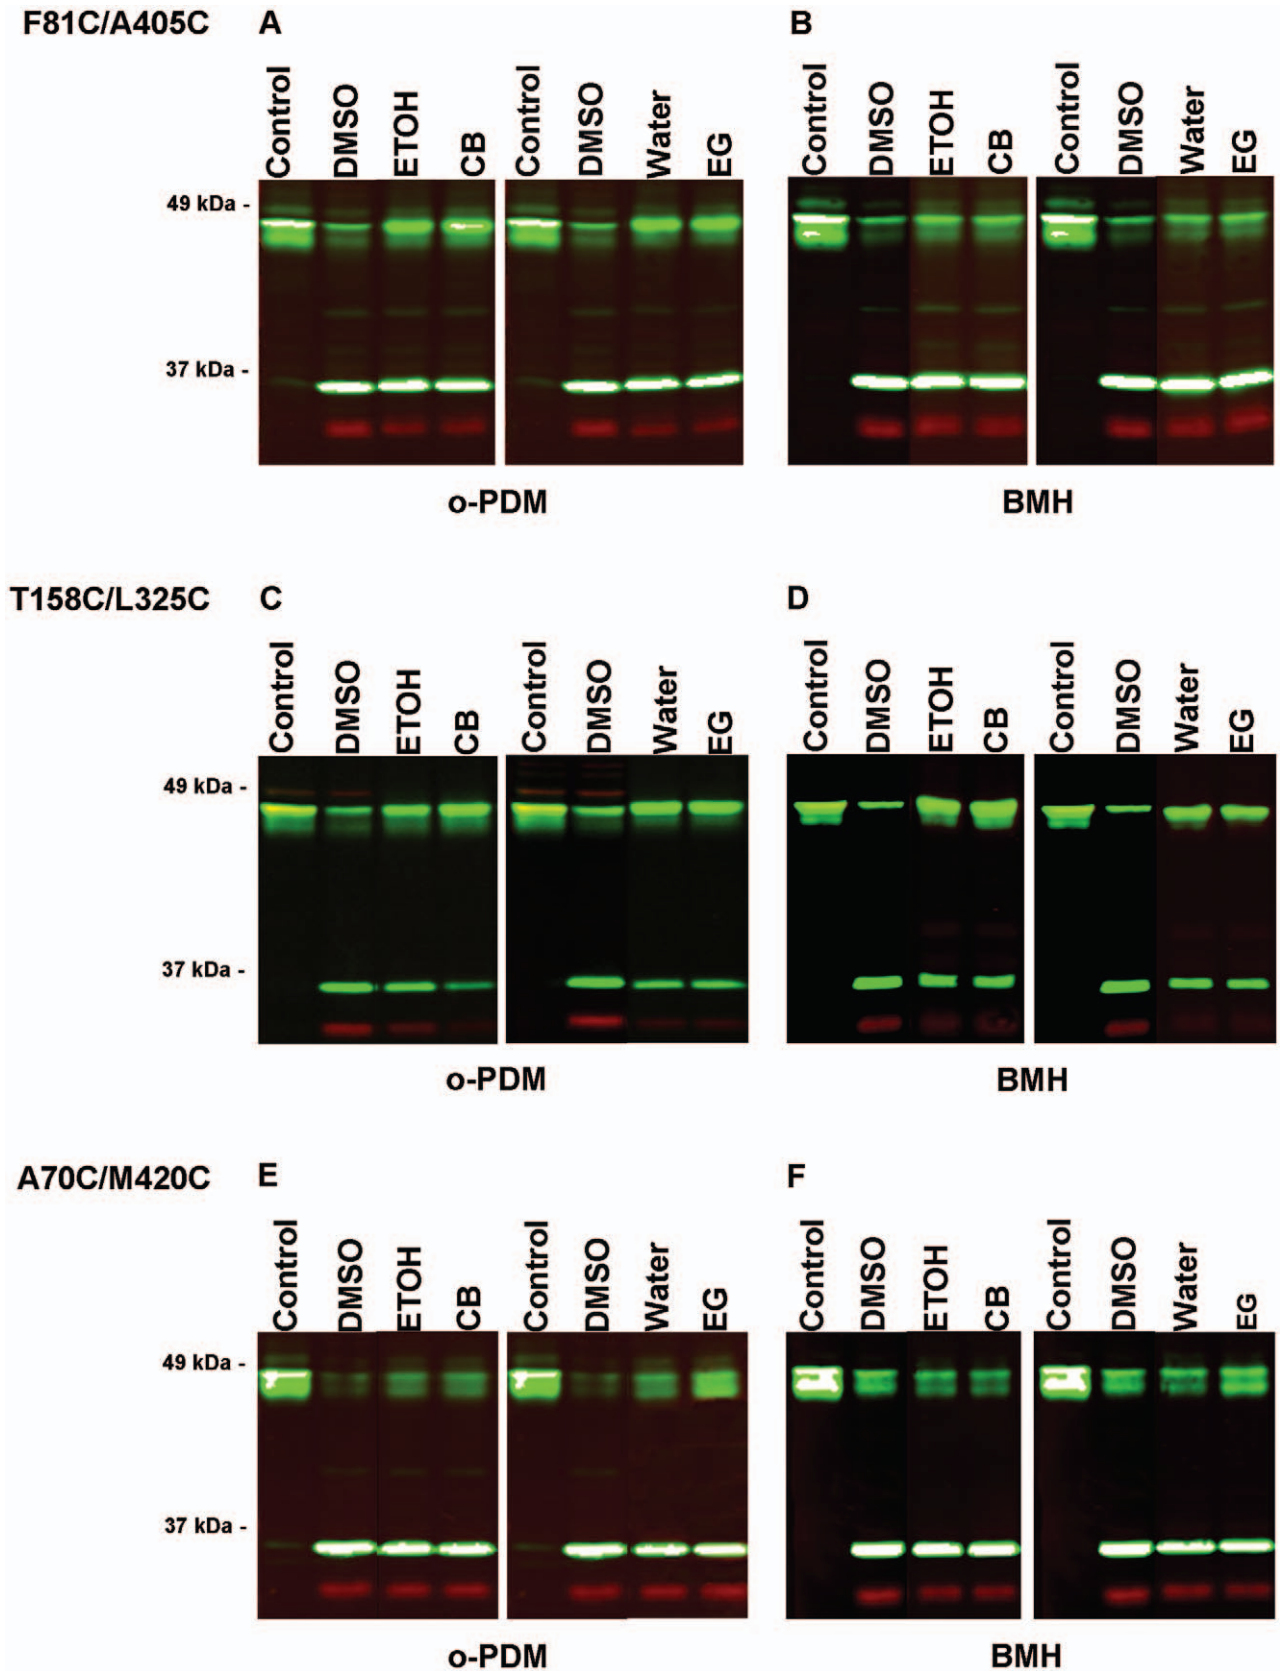 F81C/A405C A B
Control DMSO ETOH CB Control DMSO Water EG Control DMSO ETOH CB Control DMSO Water EG
49 kDa -
37 kDa -
o-PDM BMH
T158C/L325C C D
Control DMSO ETOH CB Control DMSO Water EG Control DMSO ETOH CB Control DMSO Water EG
49 kDa -
37 kDa -
o-PDM BMH
A70C/M420C E F
Control DMSO ETOH CB Control DMSO Water EG Control DMSO ETOH CB Control DMSO Water EG
49 kDa -
37 kDa -
o-PDM BMH